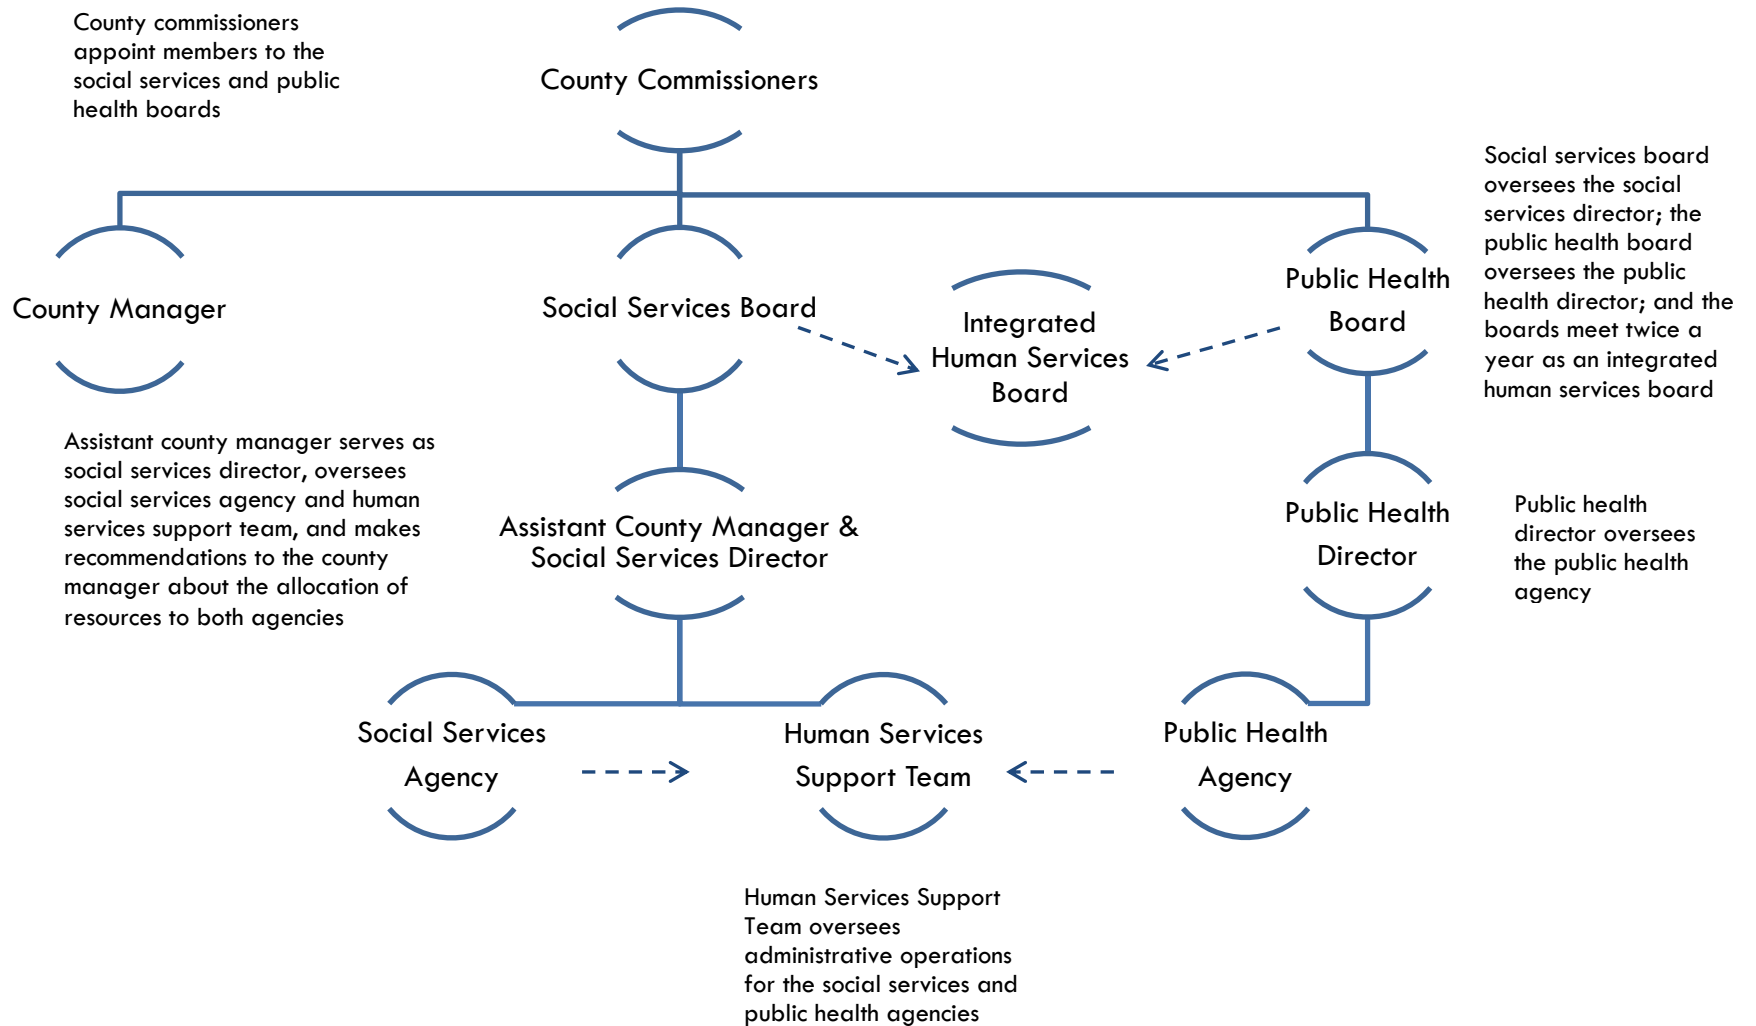 County commissioners
appoint members to the
social services and public
health boards
County Commissioners
Social services board
oversees the social
services director; the
public health board
oversees the public
health director; and the
boards meet twice a
year as an integrated
human services board
County Manager
Social Services Board
Integrated
Human Services
Board
Public Health
Board
Assistant county manager serves as
social services director, oversees
social services agency and human
services support team, and makes
recommendations to the county
manager about the allocation of
resources to both agencies
Assistant County Manager &
Social Services Director
Public Health
Director
Public health
director oversees
the public health
agency
Social Services
Agency
Human Services
Support Team
Public Health
Agency
Human Services Support
Team oversees
administrative operations
for the social services and
public health agencies